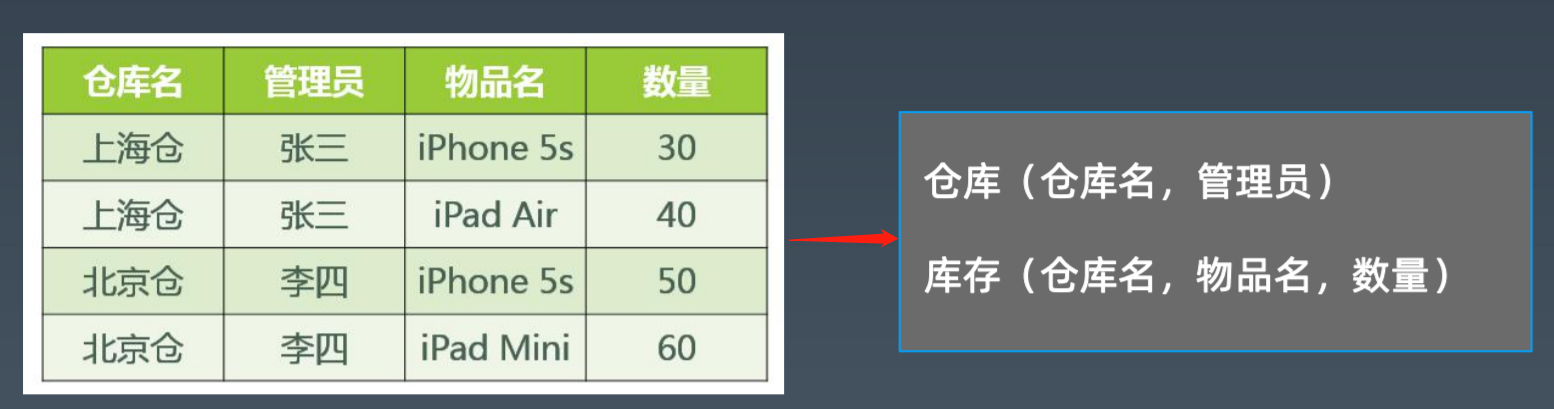 仓库名 管理员 物品名 数量
上海仓 张三 iPhone 5s 30
上海仓 张三 iPad Air 40
北京仓 李四 iPhone 5s 50
北京仓 李四 iPad Mini 60
仓库（仓库名，管理员）
库存（仓库名，物品名，数量）